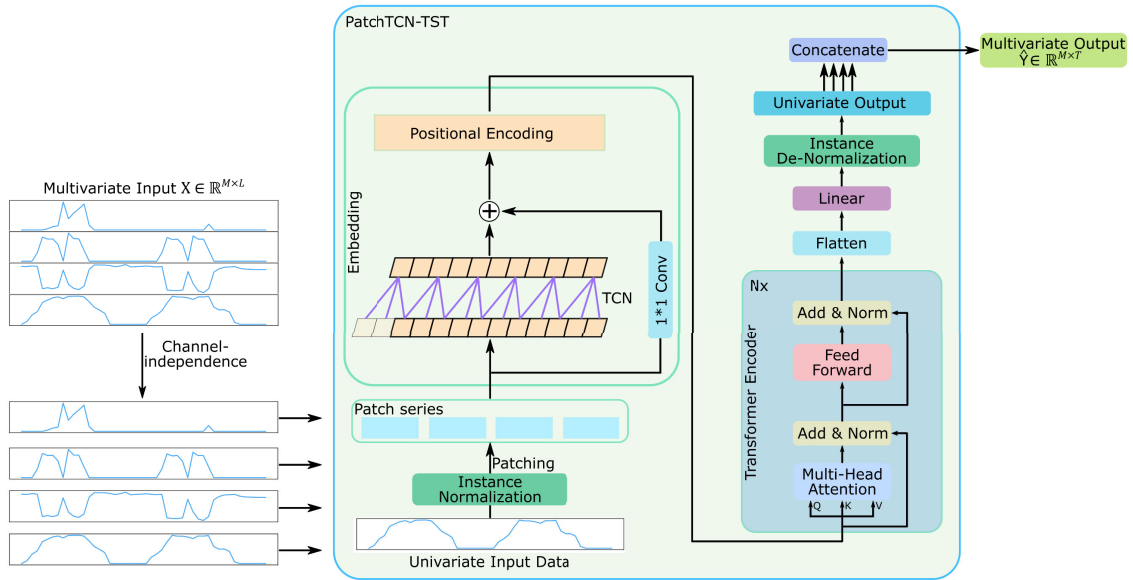 PatchTCN-TST
Multivariate Input X ∈ ℝ^{M×L}
Channel-
independence
Embedding
Positional Encoding
TCN
1*1 Conv
Patch series
Patching
Instance
Normalization
Univariate Input Data
Concatenate
Multivariate Output
Ŷ ∈ ℝ^{M×T}
Univariate Output
Instance
De-Normalization
Linear
Flatten
Transformer Encoder
Nx
Add & Norm
Feed
Forward
Add & Norm
Multi-Head
Attention
Q K V